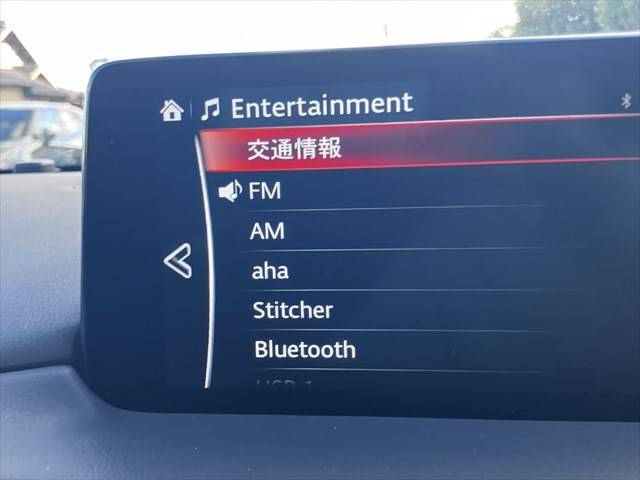 Entertainment
交通情報
FM
AM
aha
Stitcher
Bluetooth